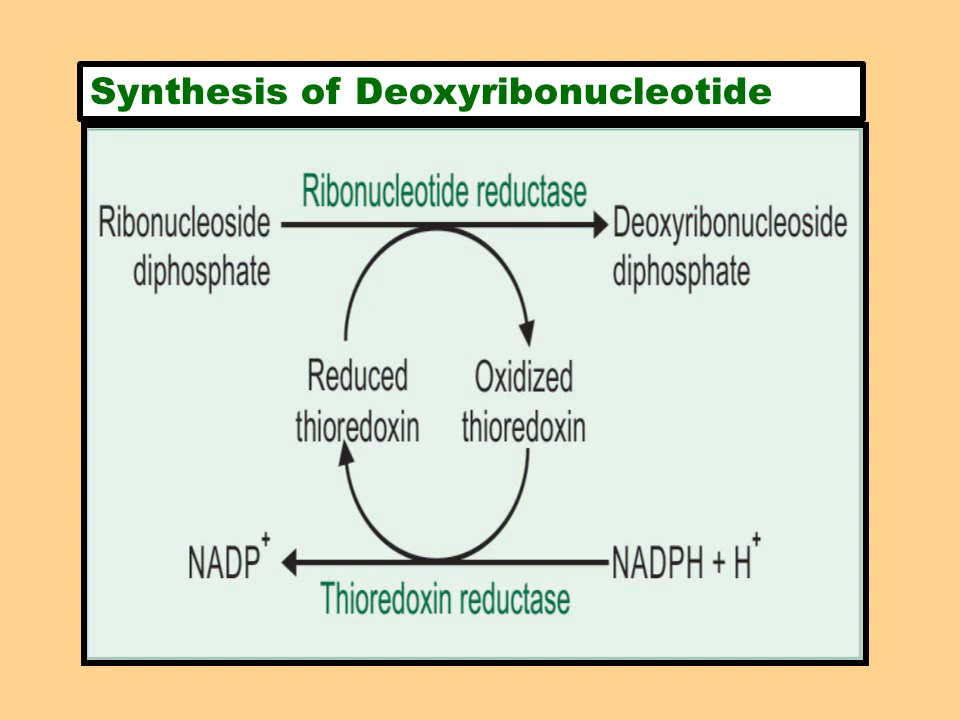 Synthesis of Deoxyribonucleotide
Ribonucleotide reductase
Ribonucleoside
diphosphate
Deoxyribonucleoside
diphosphate
Reduced
thioredoxin
Oxidized
thioredoxin
NADP⁺
NADPH + H⁺
Thioredoxin reductase